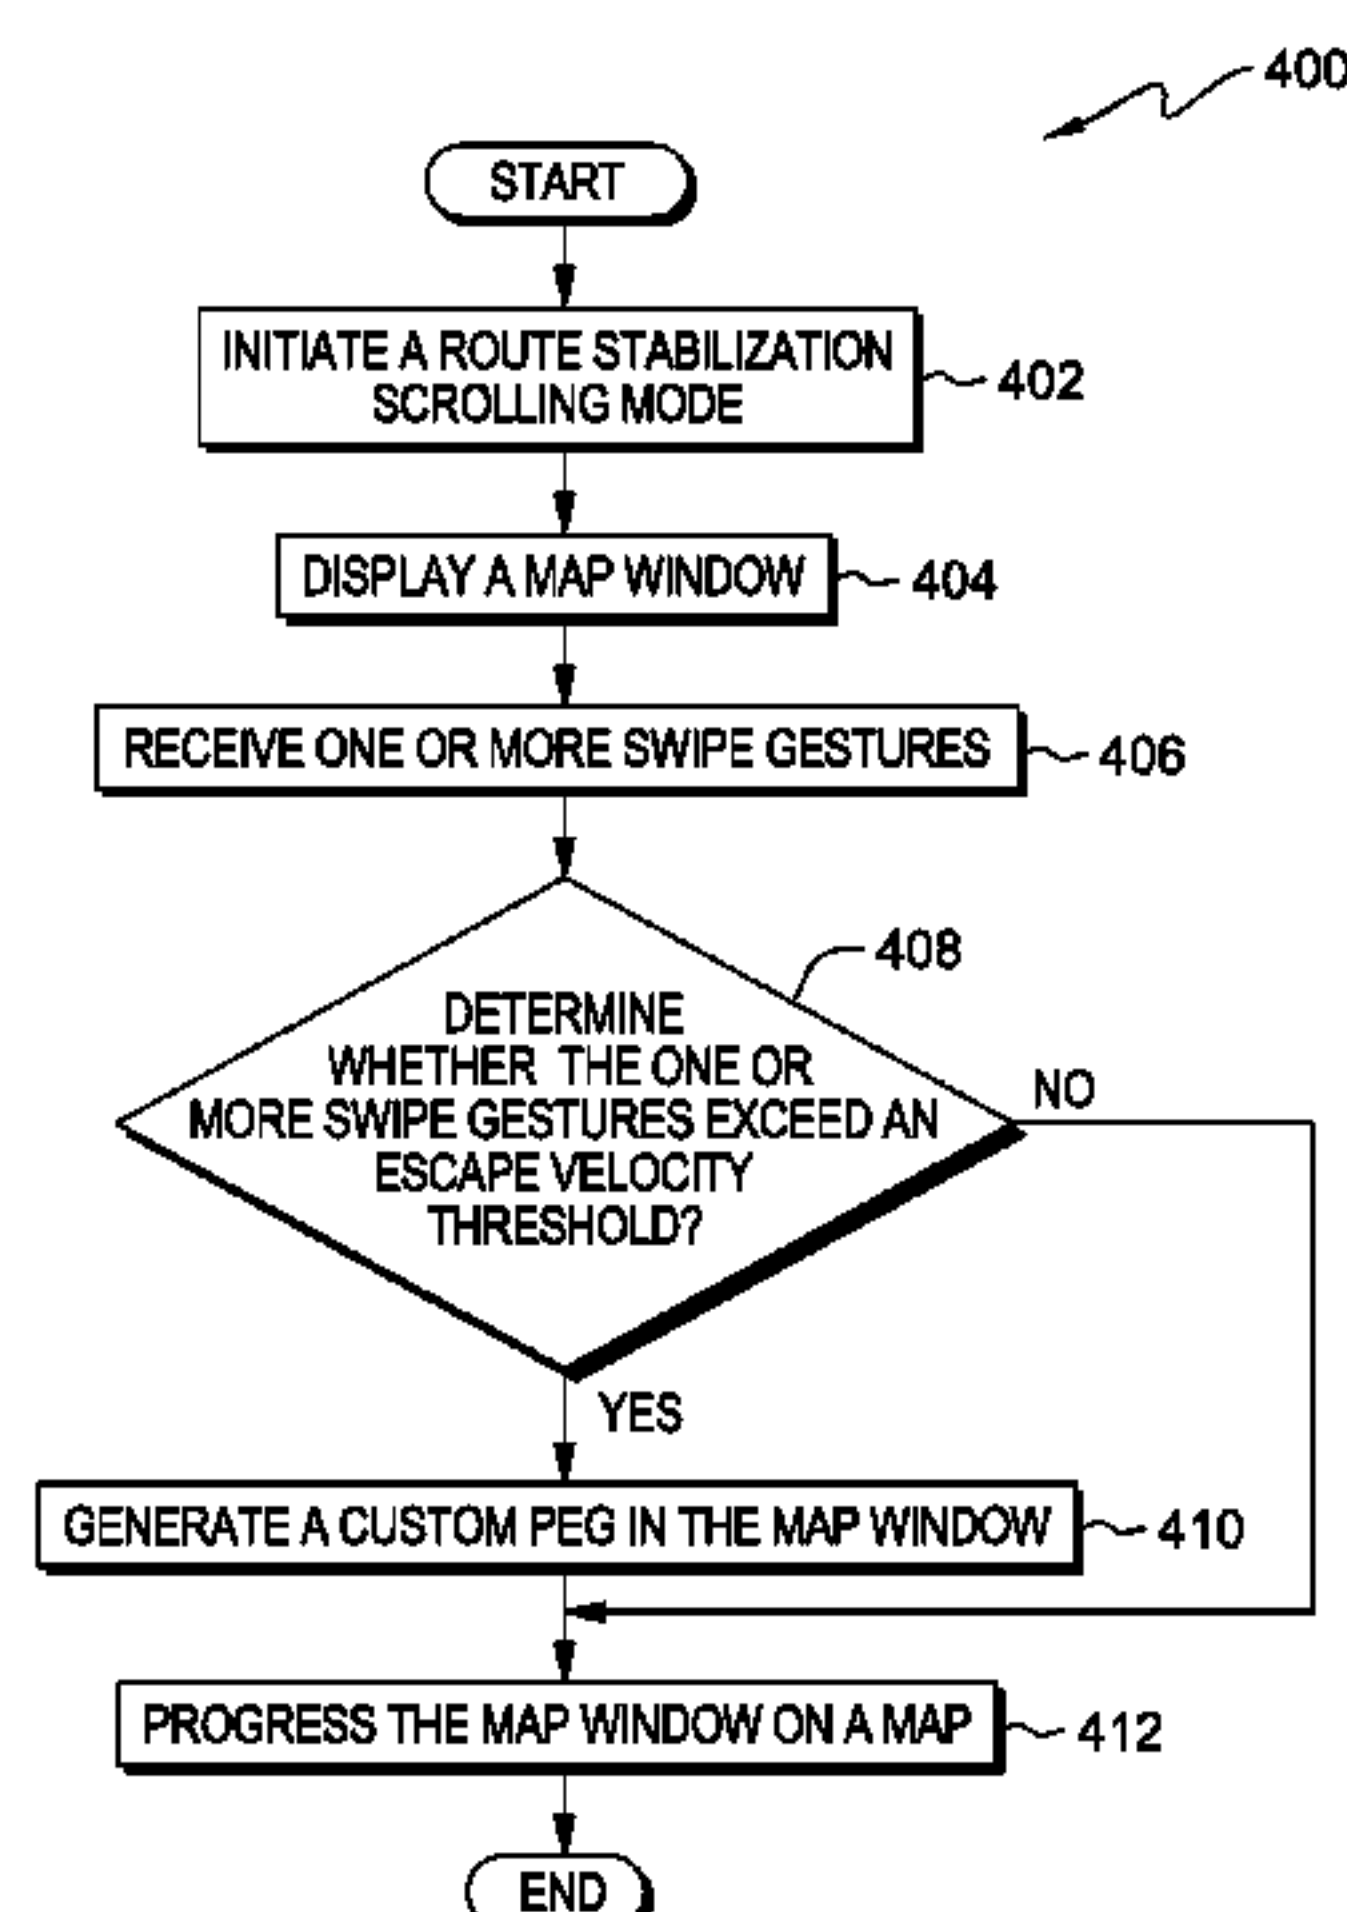 400
START
INITIATE A ROUTE STABILIZATION
SCROLLING MODE
402
DISPLAY A MAP WINDOW
404
RECEIVE ONE OR MORE SWIPE GESTURES
406
408
DETERMINE
WHETHER THE ONE OR
MORE SWIPE GESTURES EXCEED AN
ESCAPE VELOCITY
THRESHOLD?
NO
YES
GENERATE A CUSTOM PEG IN THE MAP WINDOW
410
PROGRESS THE MAP WINDOW ON A MAP
412
END